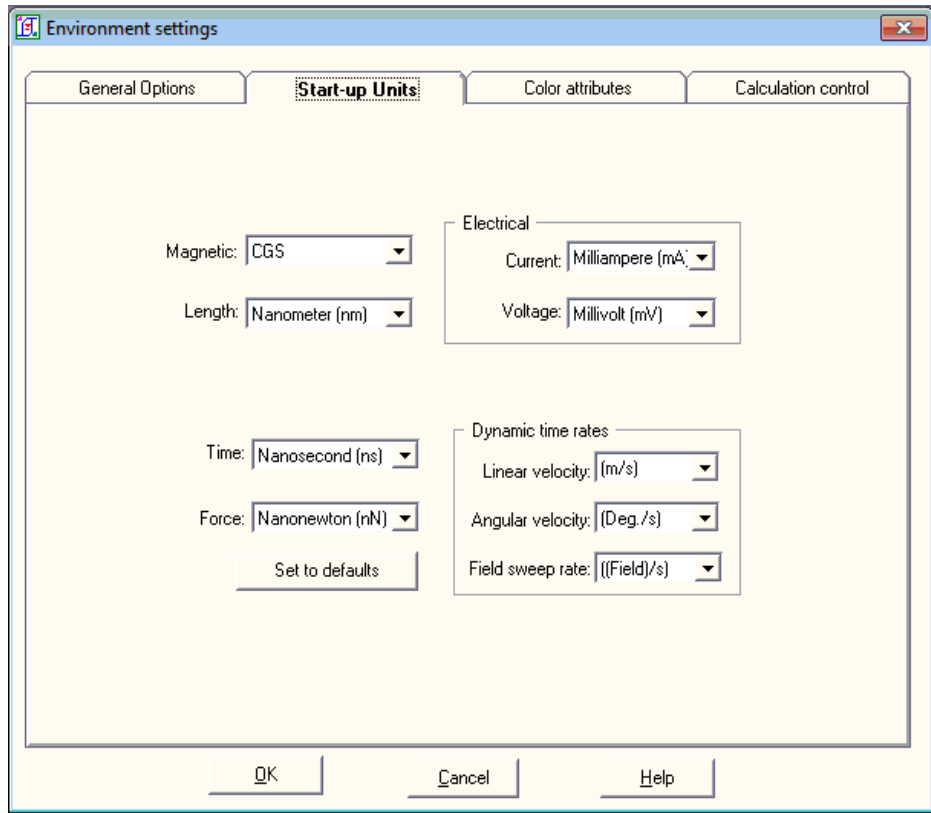 Environment settings
General Options
Start-up Units
Color attributes
Calculation control
Magnetic: CGS
Length: Nanometer (nm)
Electrical
Current: Milliampere (mA)
Voltage: Millivolt (mV)
Time: Nanosecond (ns)
Force: Nanonewton (nN)
Set to defaults
Dynamic time rates
Linear velocity: (m/s)
Angular velocity: (Deg./s)
Field sweep rate: ((Field)/s)
OK
Cancel
Help